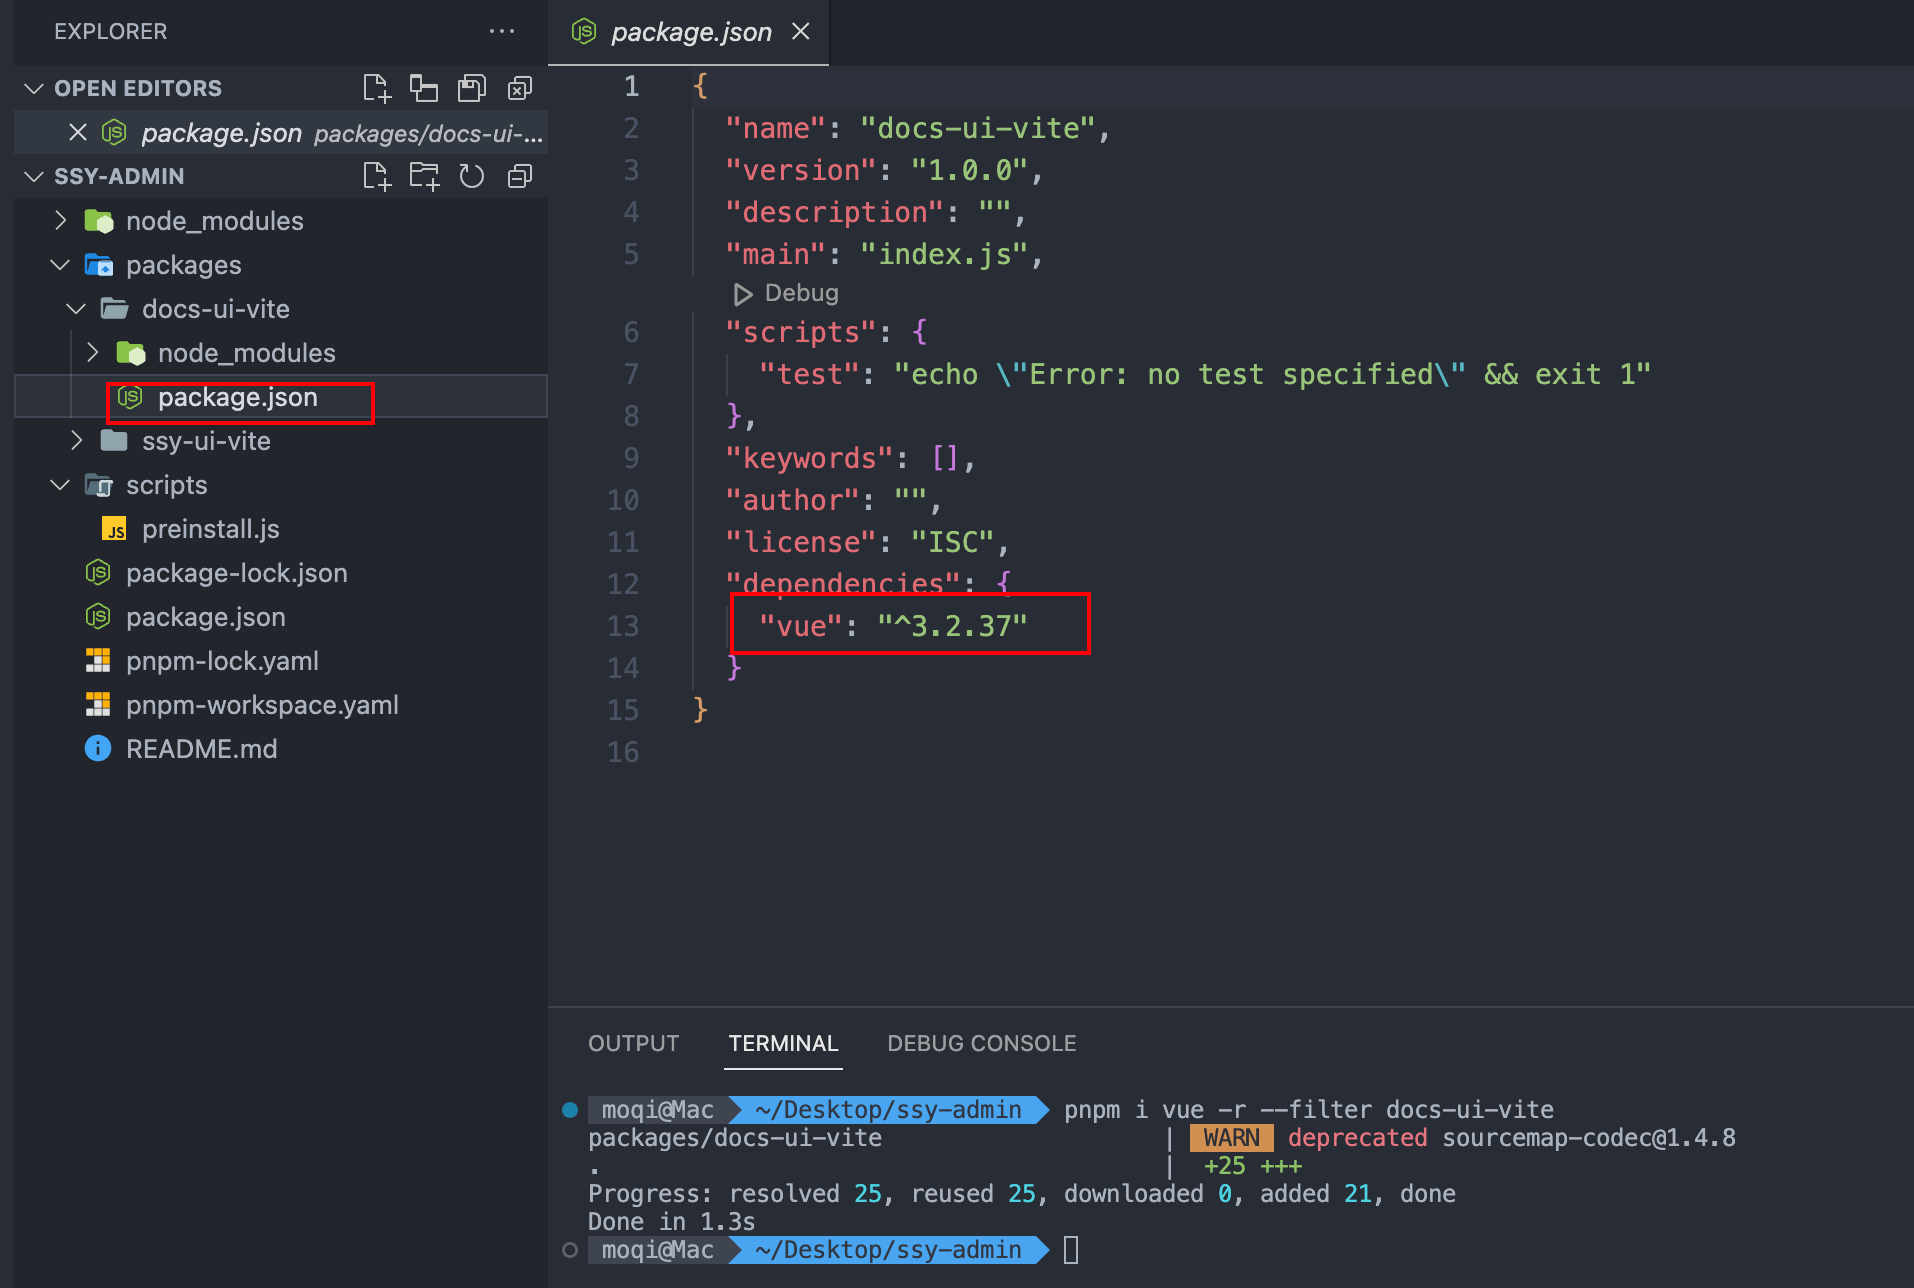 EXPLORER
OPEN EDITORS
package.json packages/docs-ui-...
SSY-ADMIN
node_modules
packages
docs-ui-vite
node_modules
package.json
ssy-ui-vite
scripts
preinstall.js
package-lock.json
package.json
pnpm-lock.yaml
pnpm-workspace.yaml
README.md
package.json
1 {
2 "name": "docs-ui-vite",
3 "version": "1.0.0",
4 "description": "",
5 "main": "index.js",
Debug
6 "scripts": {
7 "test": "echo \"Error: no test specified\" && exit 1"
8 },
9 "keywords": [],
10 "author": "",
11 "license": "ISC",
12 "dependencies": {
13 "vue": "^3.2.37"
14 }
15 }
16
OUTPUT TERMINAL DEBUG CONSOLE
moqi@Mac ~/Desktop/ssy-admin pnpm i vue -r --filter docs-ui-vite
packages/docs-ui-vite | WARN deprecated sourcemap-codec@1.4.8
. | +25 +++
Progress: resolved 25, reused 25, downloaded 0, added 21, done
Done in 1.3s
moqi@Mac ~/Desktop/ssy-admin